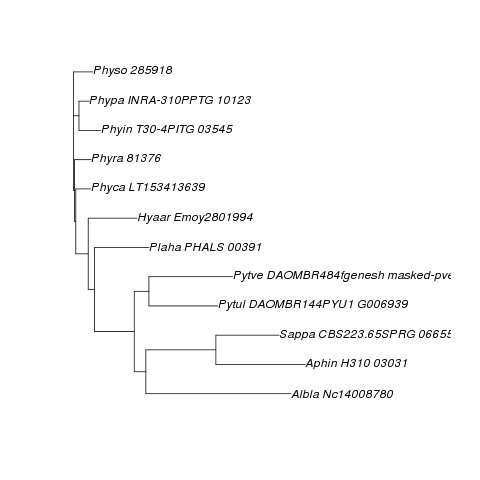 Physo 285918
Phypa INRA-310PPTG 10123
Phyin T30-4PITG 03545
Phyra 81376
Phyca LT153413639
Hyaar Emoy2801994
Plaha PHALS 00391
Pytve DAOMBR484fgenesh masked-pve
Pytul DAOMBR144PYU1 G006939
Sappa CBS223.65SPRG 06655
Aphin H310 03031
Albla Nc14008780